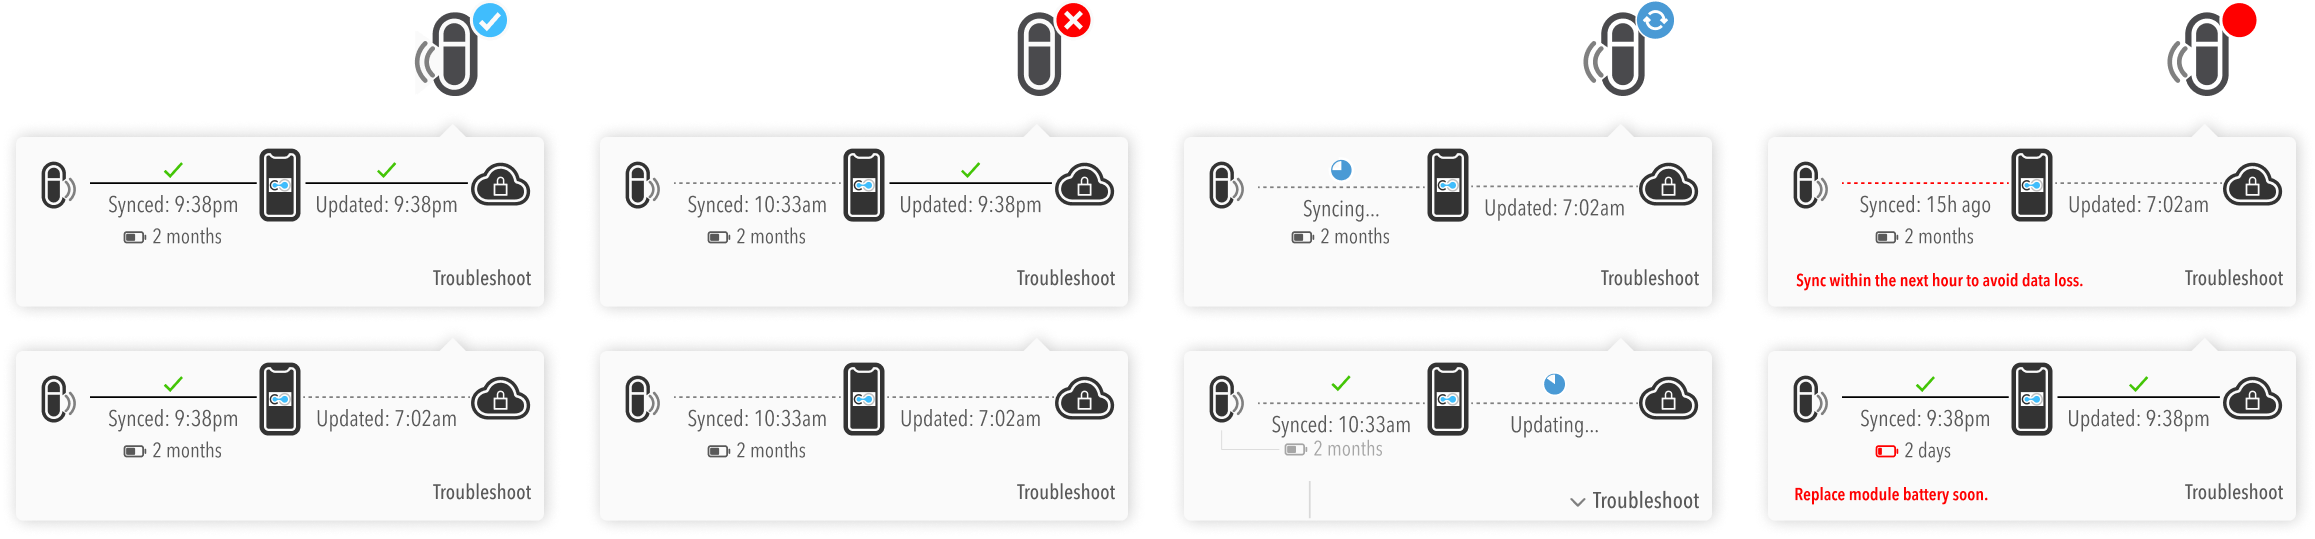 Synced: 9:38pm
Updated: 9:38pm
2 months
Troubleshoot
Synced: 10:33am
Updated: 9:38pm
2 months
Troubleshoot
Syncing...
Updated: 7:02am
2 months
Troubleshoot
Synced: 15h ago
Updated: 7:02am
2 months
Sync within the next hour to avoid data loss.
Troubleshoot
Synced: 9:38pm
Updated: 7:02am
2 months
Troubleshoot
Synced: 10:33am
Updated: 7:02am
2 months
Troubleshoot
Synced: 10:33am
Updating...
2 months
Troubleshoot
Synced: 9:38pm
Updated: 9:38pm
2 days
Replace module battery soon.
Troubleshoot